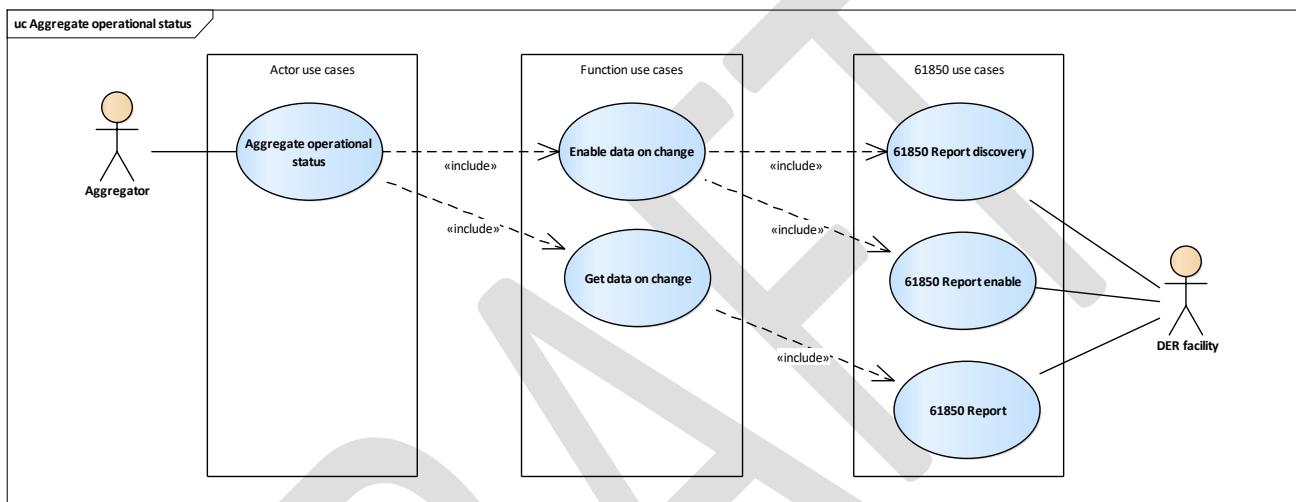 uc Aggregate operational status
Actor use cases
Function use cases
61850 use cases
Aggregator
Aggregate operational
status
«include»
Enable data on change
«include»
61850 Report discovery
«include»
Get data on change
«include»
61850 Report enable
DER facility
«include»
61850 Report
DRAFT